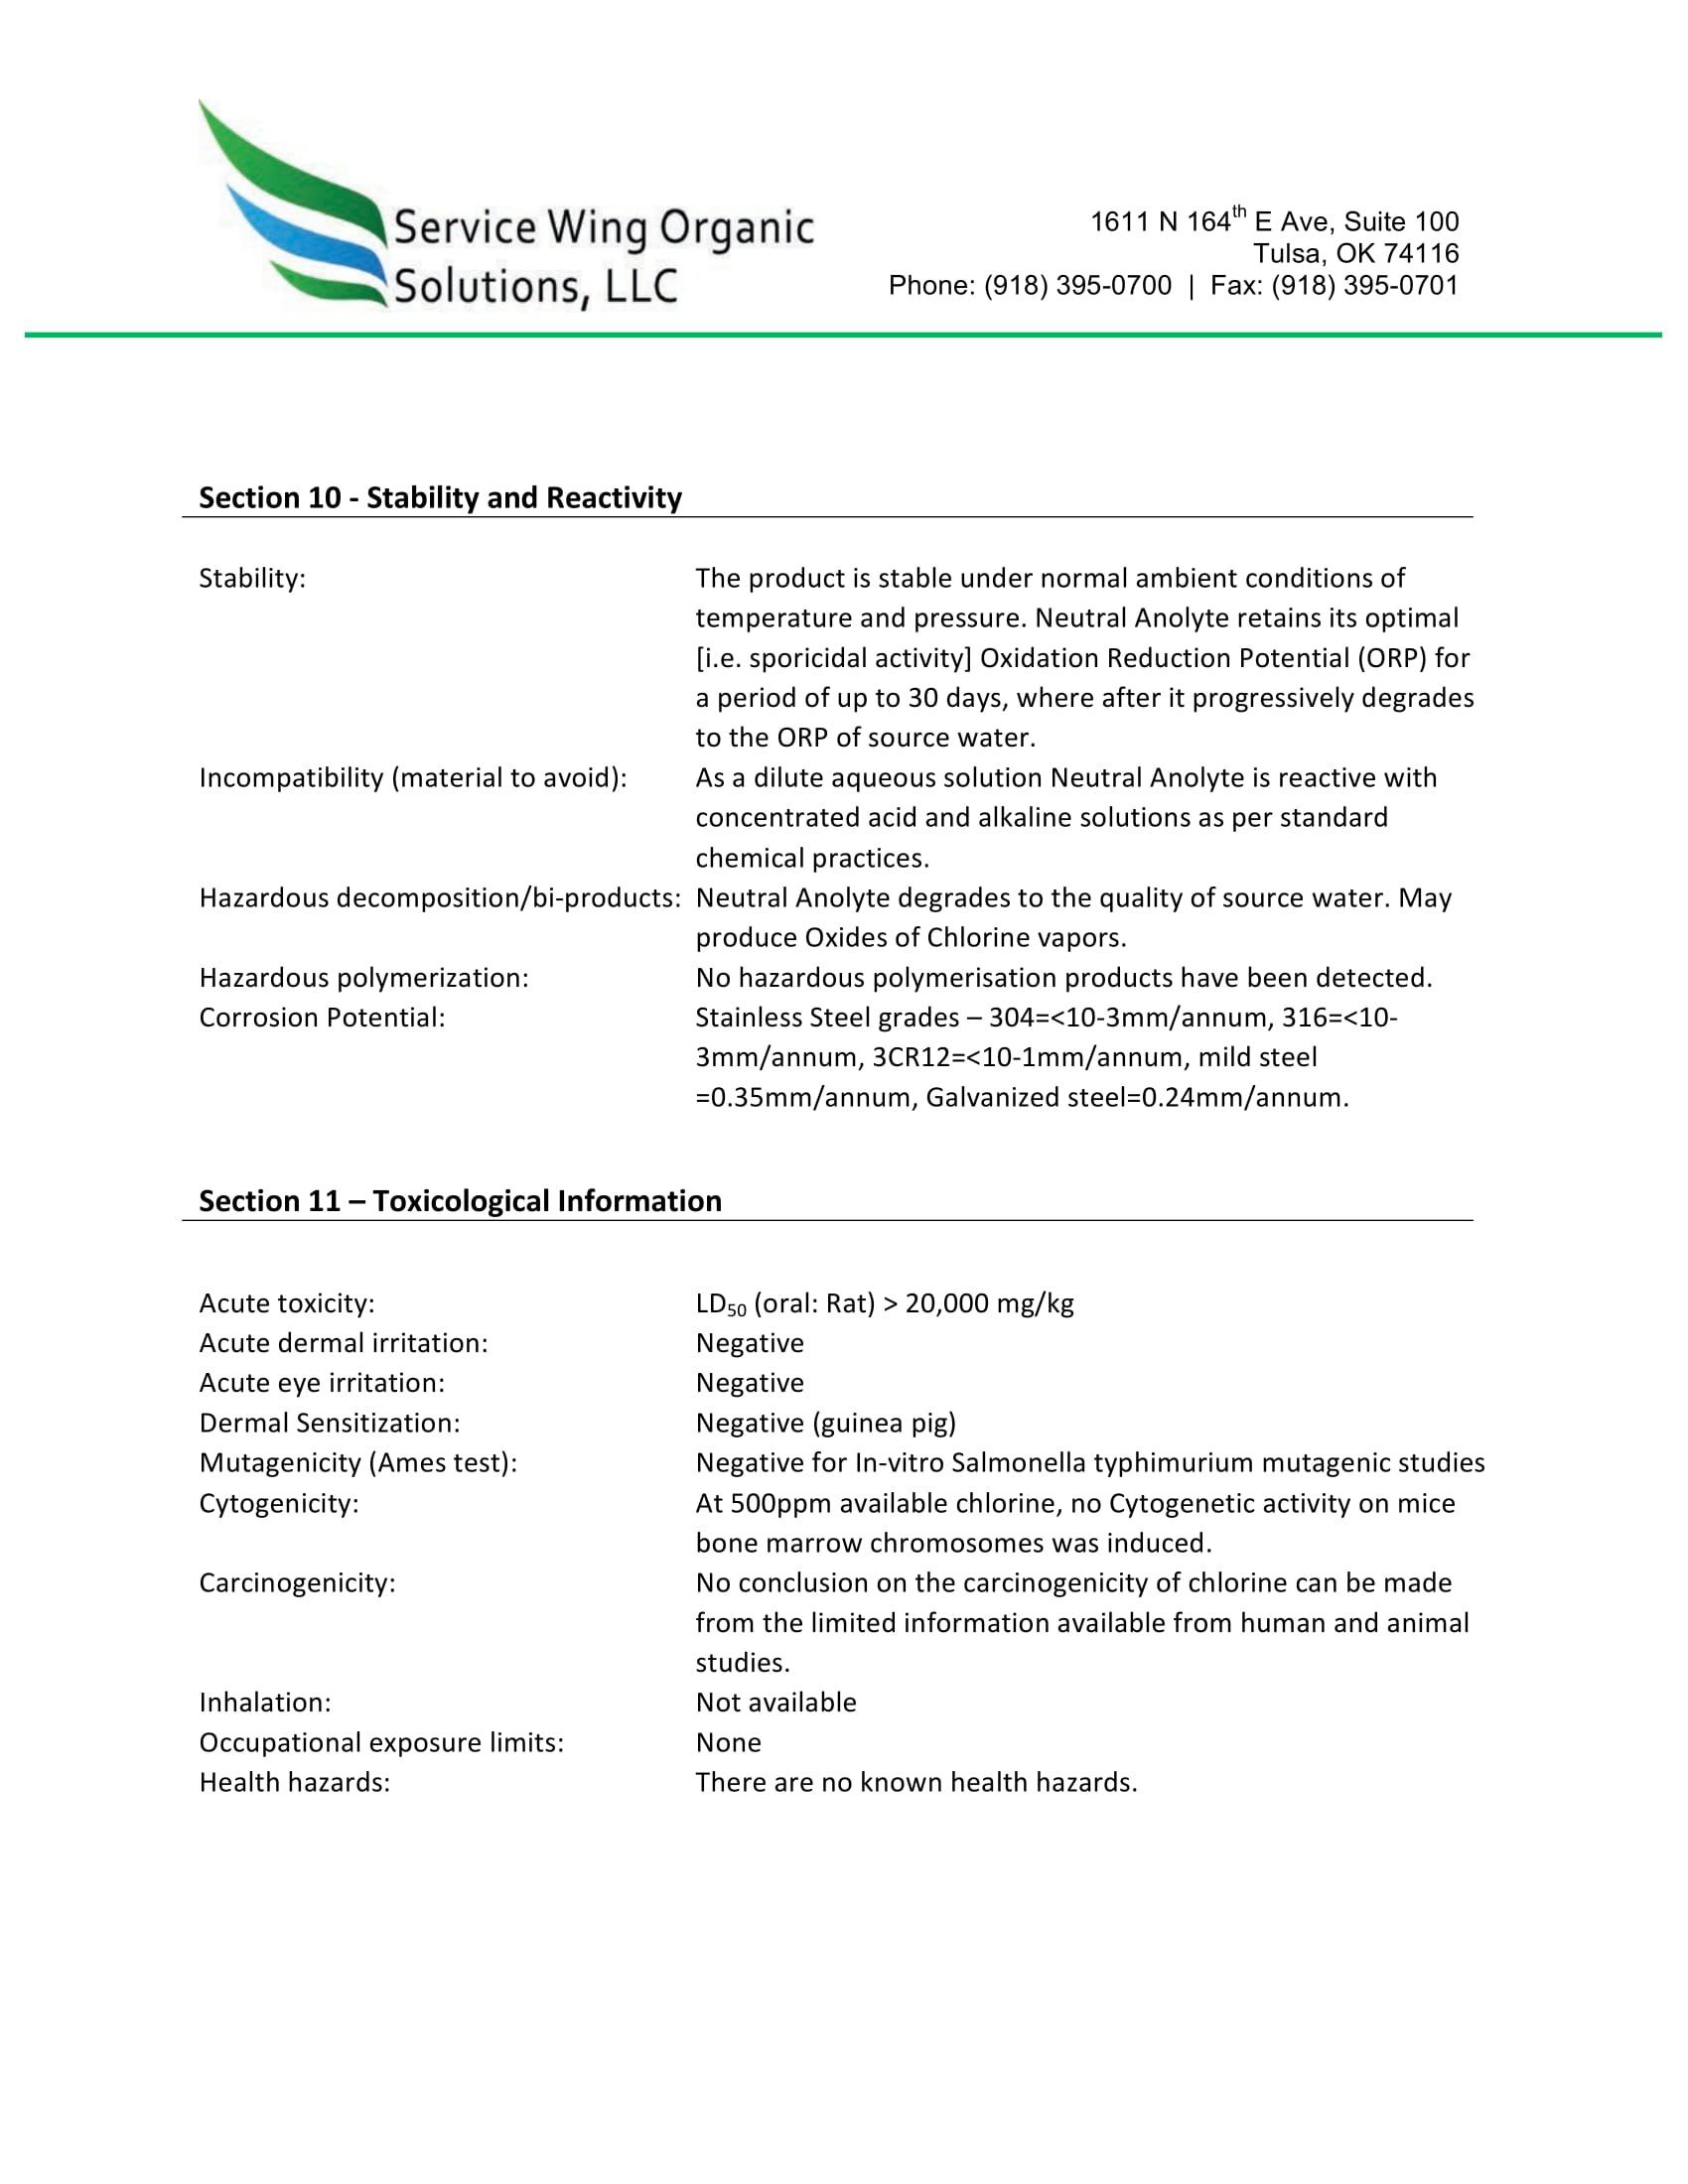 Service Wing Organic
Solutions, LLC
1611 N 164th E Ave, Suite 100
Tulsa, OK 74116
Phone: (918) 395-0700 | Fax: (918) 395-0701
Section 10 - Stability and Reactivity
Stability: The product is stable under normal ambient conditions of
temperature and pressure. Neutral Anolyte retains its optimal
[i.e. sporicidal activity] Oxidation Reduction Potential (ORP) for
a period of up to 30 days, where after it progressively degrades
to the ORP of source water.
Incompatibility (material to avoid): As a dilute aqueous solution Neutral Anolyte is reactive with
concentrated acid and alkaline solutions as per standard
chemical practices.
Hazardous decomposition/bi-products: Neutral Anolyte degrades to the quality of source water. May
produce Oxides of Chlorine vapors.
Hazardous polymerization: No hazardous polymerisation products have been detected.
Corrosion Potential: Stainless Steel grades – 304=<10-3mm/annum, 316=<10-
3mm/annum, 3CR12=<10-1mm/annum, mild steel
=0.35mm/annum, Galvanized steel=0.24mm/annum.
Section 11 – Toxicological Information
Acute toxicity: LD50 (oral: Rat) > 20,000 mg/kg
Acute dermal irritation: Negative
Acute eye irritation: Negative
Dermal Sensitization: Negative (guinea pig)
Mutagenicity (Ames test): Negative for In-vitro Salmonella typhimurium mutagenic studies
Cytogenicity: At 500ppm available chlorine, no Cytogenetic activity on mice
bone marrow chromosomes was induced.
Carcinogenicity: No conclusion on the carcinogenicity of chlorine can be made
from the limited information available from human and animal
studies.
Inhalation: Not available
Occupational exposure limits: None
Health hazards: There are no known health hazards.